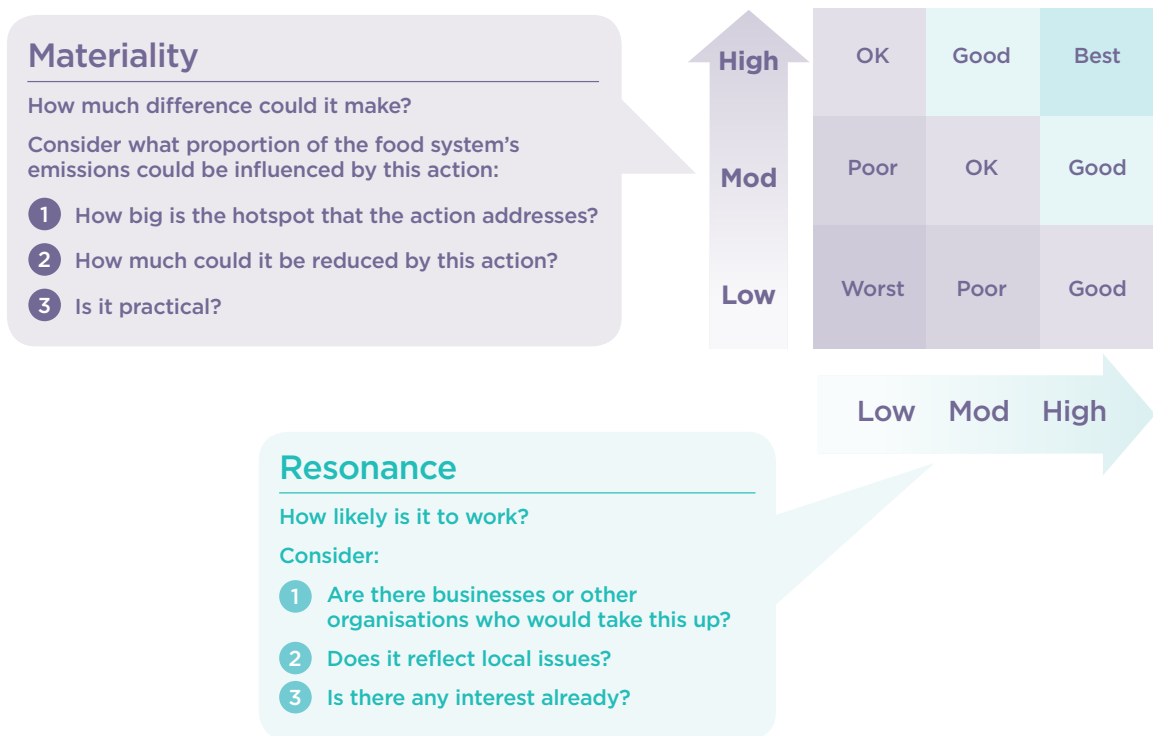 Materiality
How much difference could it make?
Consider what proportion of the food system's
emissions could be influenced by this action:
1 How big is the hotspot that the action addresses?
2 How much could it be reduced by this action?
3 Is it practical?
High
Mod
Low
OK Good Best
Poor OK Good
Worst Poor Good
Low Mod High
Resonance
How likely is it to work?
Consider:
1 Are there businesses or other
organisations who would take this up?
2 Does it reflect local issues?
3 Is there any interest already?